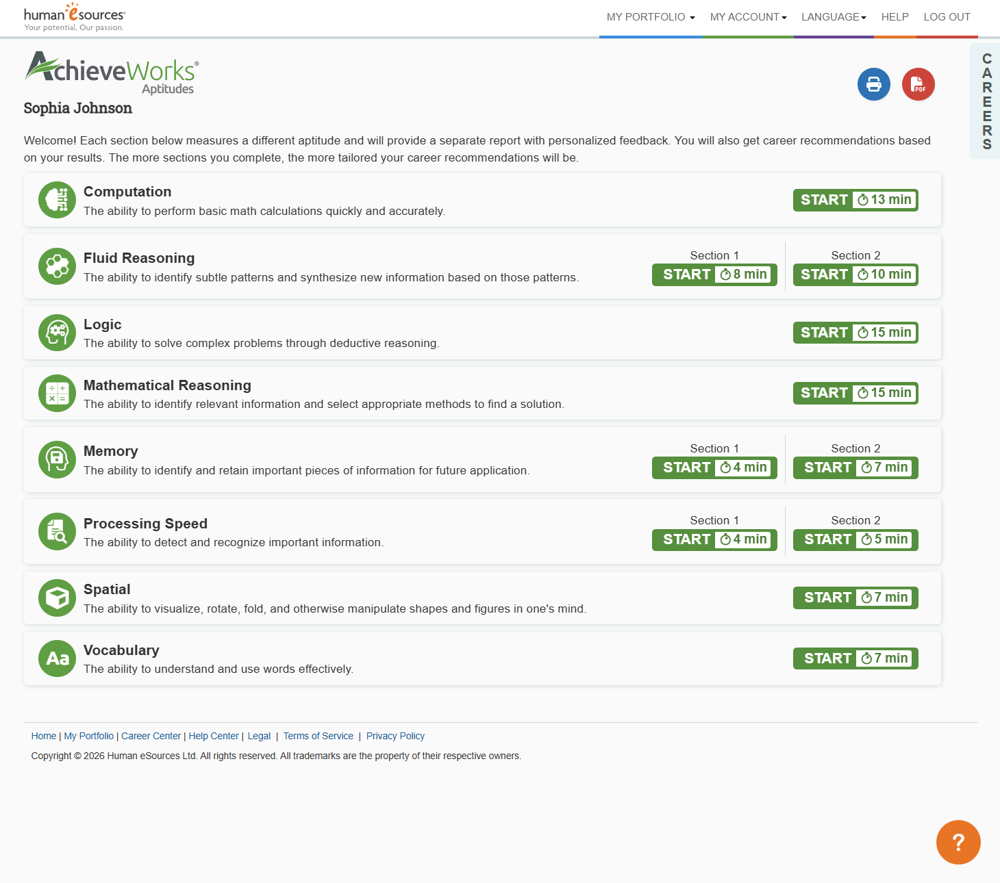 human esources®
Your potential. Our passion.
MY PORTFOLIO
MY ACCOUNT
LANGUAGE
HELP
LOG OUT
CAREERS
AchieveWorks®
Aptitudes
PDF
Sophia Johnson
Welcome! Each section below measures a different aptitude and will provide a separate report with personalized feedback. You will also get career recommendations based
on your results. The more sections you complete, the more tailored your career recommendations will be.
Computation
The ability to perform basic math calculations quickly and accurately.
START 13 min
Fluid Reasoning
The ability to identify subtle patterns and synthesize new information based on those patterns.
Section 1
START 8 min
Section 2
START 10 min
Logic
The ability to solve complex problems through deductive reasoning.
START 15 min
Mathematical Reasoning
The ability to identify relevant information and select appropriate methods to find a solution.
START 15 min
Memory
The ability to identify and retain important pieces of information for future application.
Section 1
START 4 min
Section 2
START 7 min
Processing Speed
The ability to detect and recognize important information.
Section 1
START 4 min
Section 2
START 5 min
Spatial
The ability to visualize, rotate, fold, and otherwise manipulate shapes and figures in one's mind.
START 7 min
Aa
Vocabulary
The ability to understand and use words effectively.
START 7 min
Home | My Portfolio | Career Center | Help Center | Legal | Terms of Service | Privacy Policy
Copyright © 2026 Human eSources Ltd. All rights reserved. All trademarks are the property of their respective owners.
?